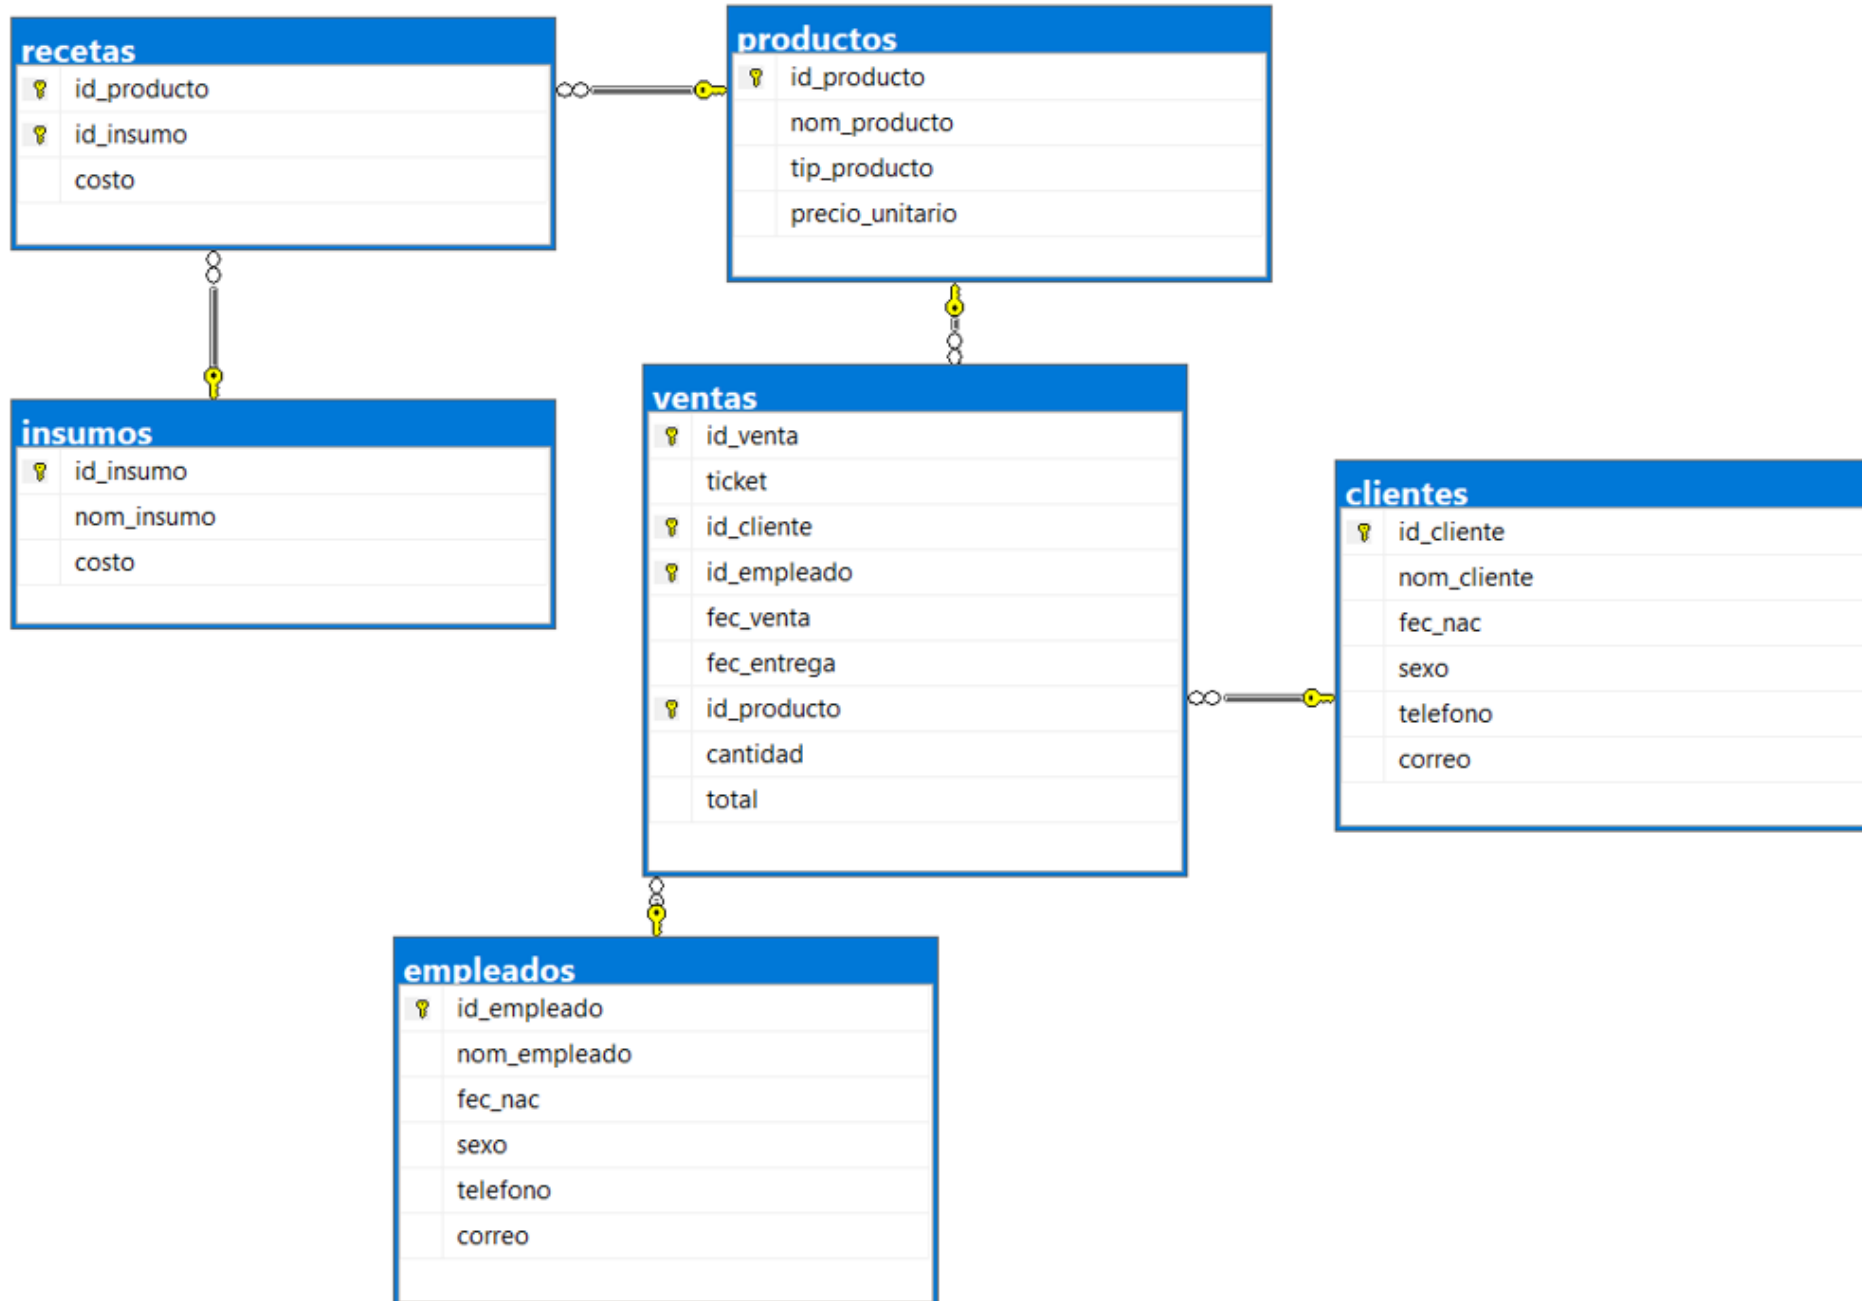 recetas
id_producto
id_insumo
costo
productos
id_producto
nom_producto
tip_producto
precio_unitario
insumos
id_insumo
nom_insumo
costo
ventas
id_venta
ticket
id_cliente
id_empleado
fec_venta
fec_entrega
id_producto
cantidad
total
clientes
id_cliente
nom_cliente
fec_nac
sexo
telefono
correo
empleados
id_empleado
nom_empleado
fec_nac
sexo
telefono
correo